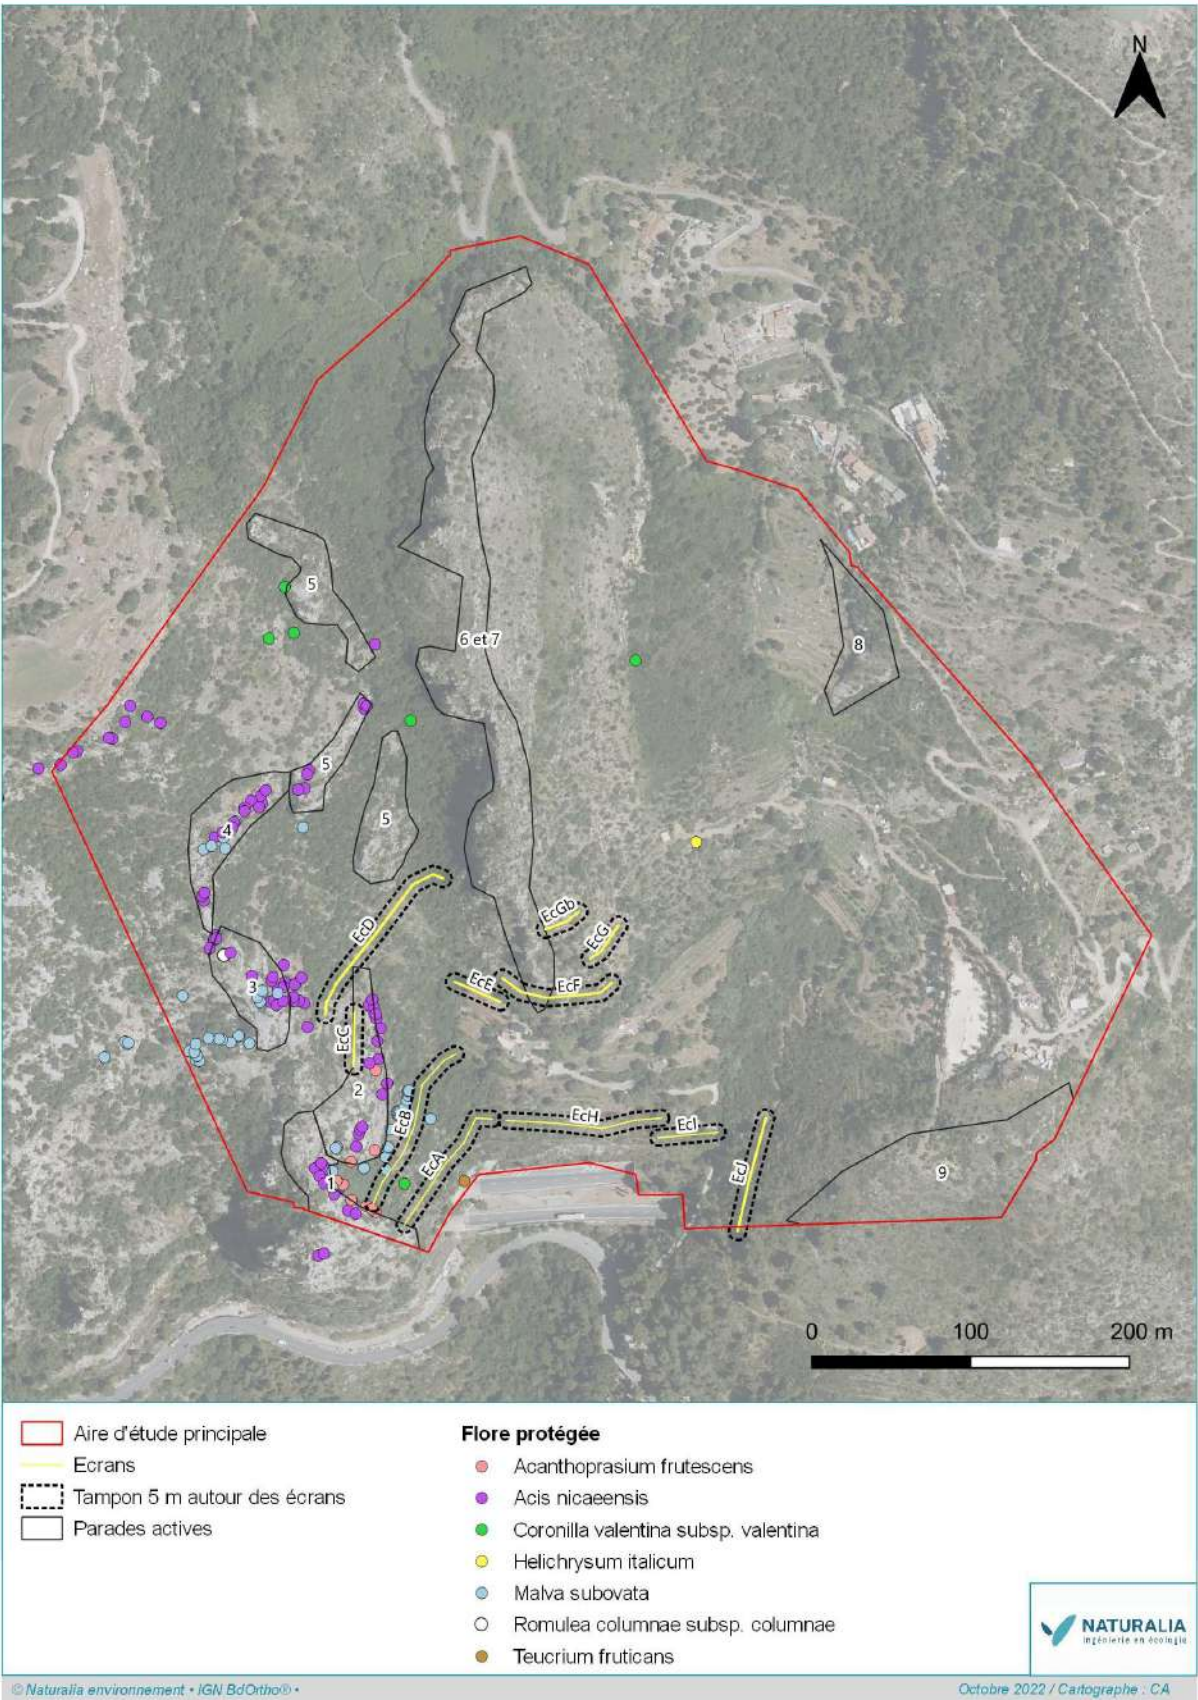 N
5
6 et 7
8
5
4
5
EcD
EcGb
EcG
3
EcE
EcF
EcC
2
EcB
EcH
EcI
EcA
1
EcJ
9
0 100 200 m
Aire d'étude principale
Ecrans
Tampon 5 m autour des écrans
Parades actives
Flore protégée
Acanthoprasium frutescens
Acis nicaeensis
Coronilla valentina subsp. valentina
Helichrysum italicum
Malva subovata
Romulea columnae subsp. columnae
Teucrium fruticans
NATURALIA
Ingénierie en écologie
© Naturalia environnement • IGN BdOrtho® •
Octobre 2022 / Cartographe : CA